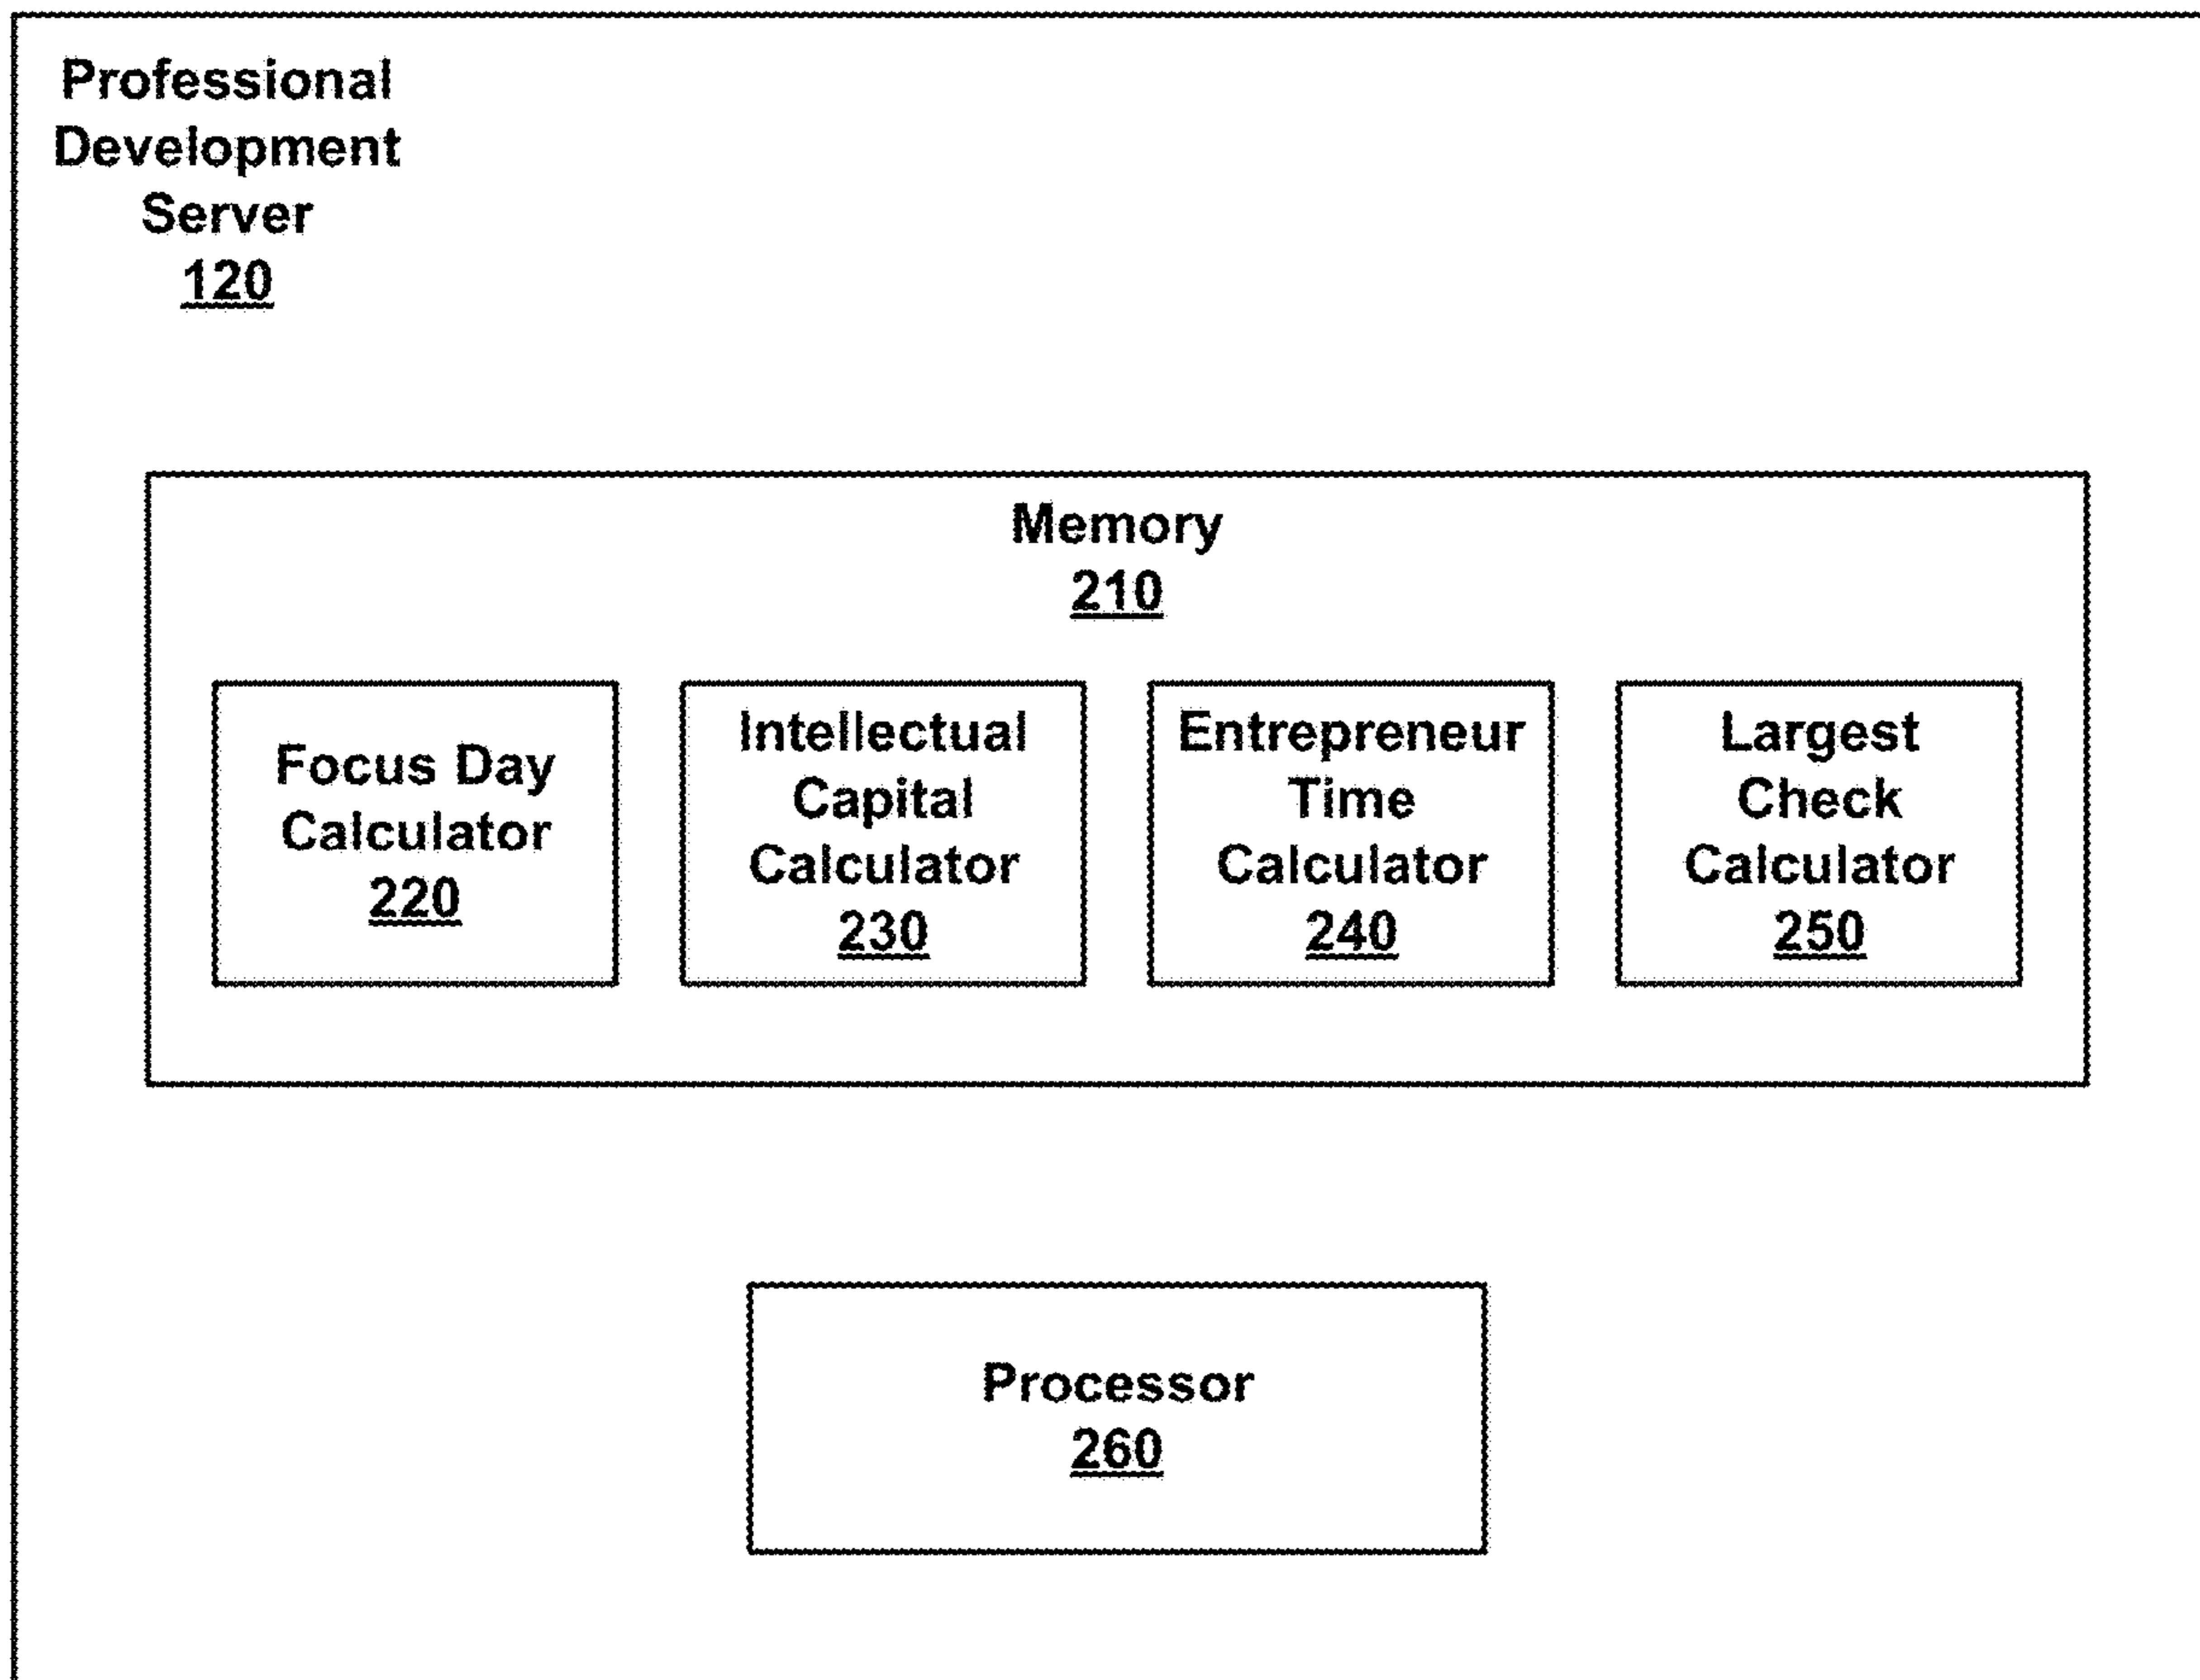 Professional
Development
Server
120
Memory
210
Focus Day
Calculator
220
Intellectual
Capital
Calculator
230
Entrepreneur
Time
Calculator
240
Largest
Check
Calculator
250
Processor
260